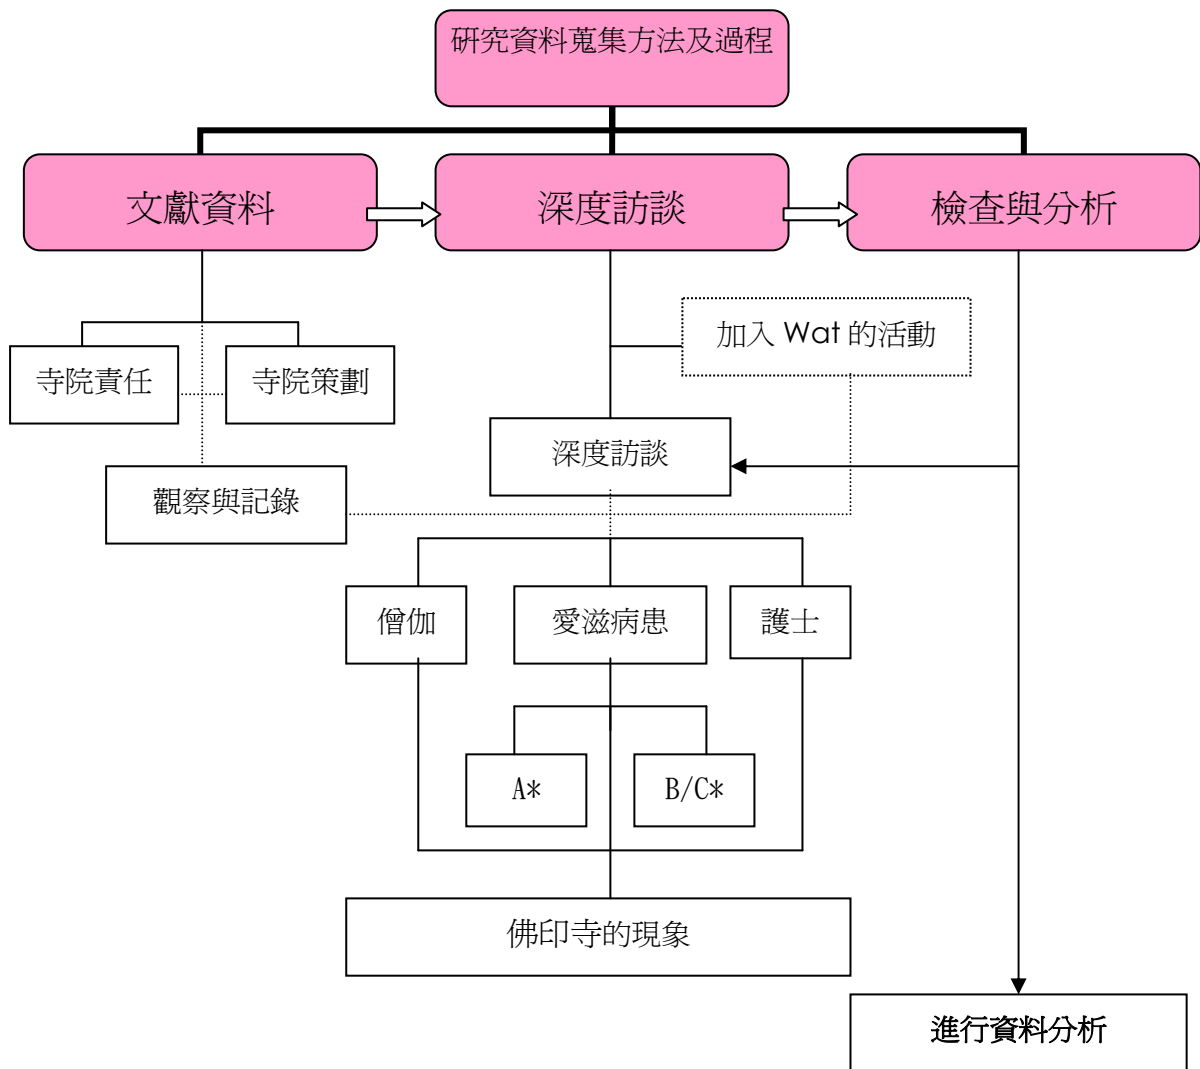 研究資料蒐集方法及過程
文獻資料
深度訪談
檢查與分析
加入 Wat 的活動
寺院責任
寺院策劃
深度訪談
觀察與記錄
僧伽
愛滋病患
護士
A*
B/C*
佛印寺的現象
進行資料分析